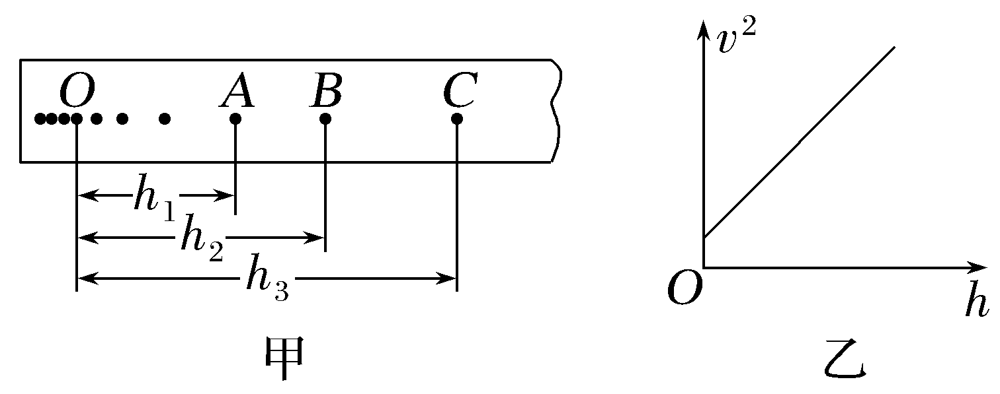 O A B C
h₁
h₂
h₃
甲
v²
O
h
乙